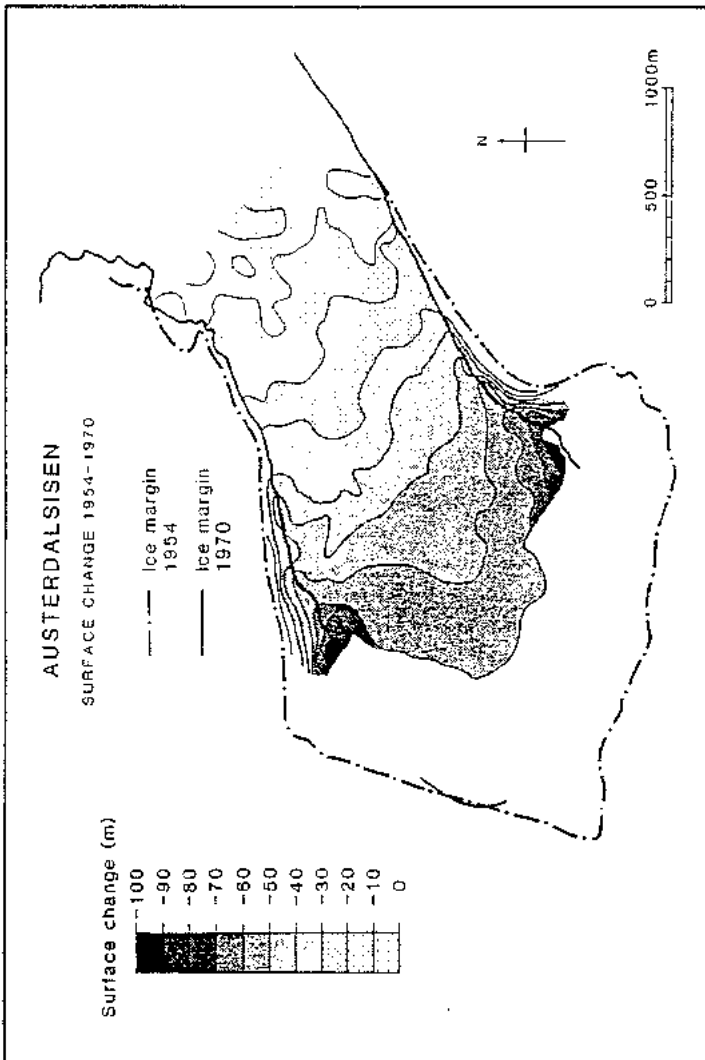 AUSTERDALSISEN
SURFACE CHANGE 1954-1970
Ice margin
1954
Ice margin
1970
Surface change (m)
-100
-90
-80
-70
-60
-50
-40
-30
-20
-10
0
N
0 500 1000m